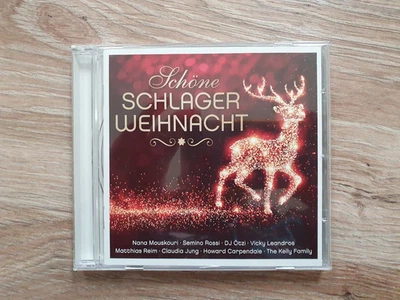 Schöne
SCHLAGER
WEIHNACHT
Nana Mouskouri · Semino Rossi · DJ Ötzi · Vicky Leandros
Matthias Reim · Claudia Jung · Howard Carpendale · The Kelly Family